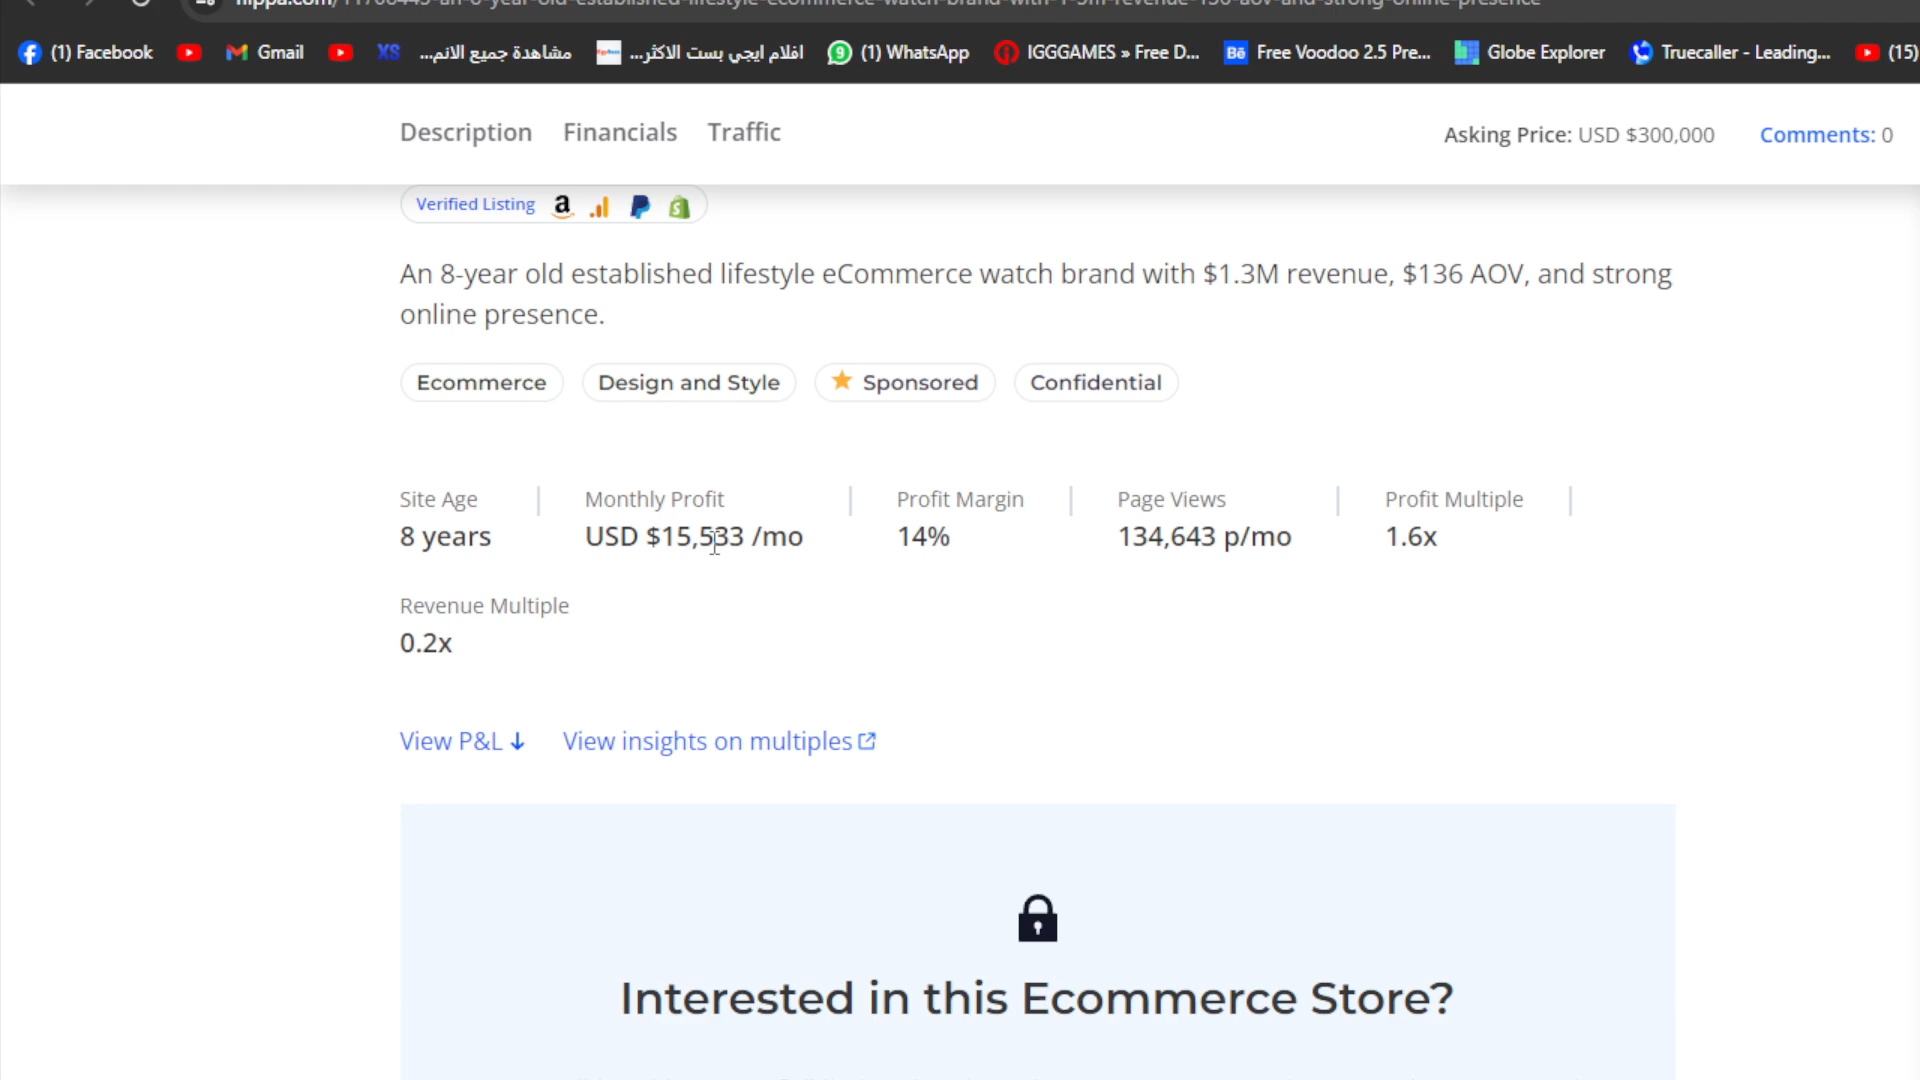 (1) Facebook Gmail XS مشاهدة جميع الانم... افلام ايجي بست الاكثر... (1) WhatsApp IGGGAMES » Free D... Free Voodoo 2.5 Pre... Globe Explorer Truecaller - Leading... (15)
Description Financials Traffic Asking Price: USD $300,000 Comments: 0
Verified Listing
An 8-year old established lifestyle eCommerce watch brand with $1.3M revenue, $136 AOV, and strong
online presence.
Ecommerce Design and Style Sponsored Confidential
Site Age Monthly Profit Profit Margin Page Views Profit Multiple
8 years USD $15,533 /mo 14% 134,643 p/mo 1.6x
Revenue Multiple
0.2x
View P&L View insights on multiples
Interested in this Ecommerce Store?